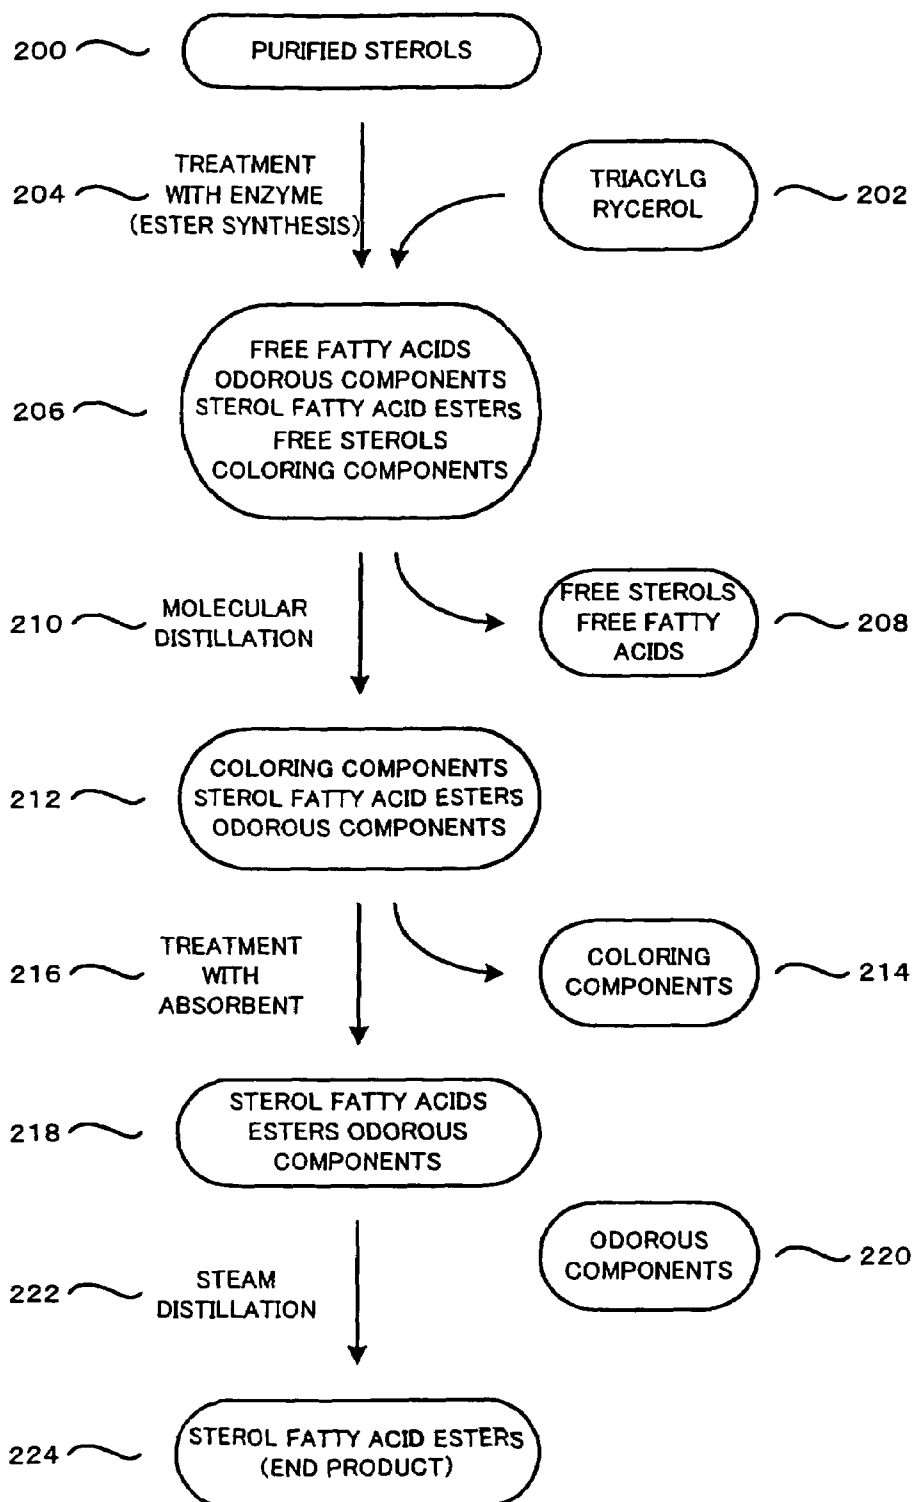 200
PURIFIED STEROLS
204
TREATMENT
WITH ENZYME
(ESTER SYNTHESIS)
TRIACYLG
RYCEROL
202
206
FREE FATTY ACIDS
ODOROUS COMPONENTS
STEROL FATTY ACID ESTERS
FREE STEROLS
COLORING COMPONENTS
210
MOLECULAR
DISTILLATION
FREE STEROLS
FREE FATTY
ACIDS
208
212
COLORING COMPONENTS
STEROL FATTY ACID ESTERS
ODOROUS COMPONENTS
216
TREATMENT
WITH
ABSORBENT
COLORING
COMPONENTS
214
218
STEROL FATTY ACIDS
ESTERS ODOROUS
COMPONENTS
ODOROUS
COMPONENTS
220
222
STEAM
DISTILLATION
224
STEROL FATTY ACID ESTERS
(END PRODUCT)